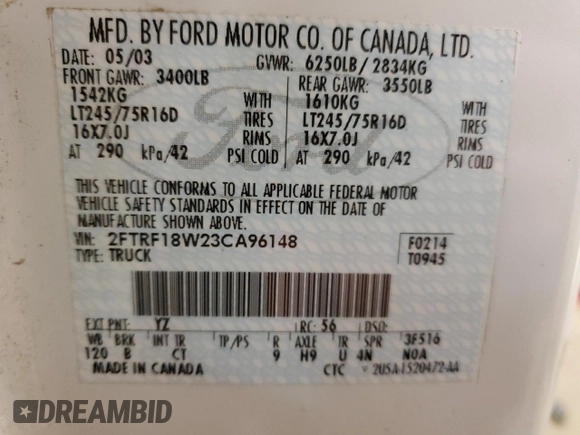 MFD. BY FORD MOTOR CO. OF CANADA, LTD.
DATE: 05/03 GVWR: 6250LB/ 2834KG
FRONT GAWR: 3400LB REAR GAWR: 3550LB
1542KG WITH 1610KG WITH
LT245/75R16D TIRES LT245/75R16D TIRES
16X7.0J RIMS 16X7.0J RIMS
AT 290 kPa/42 PSI COLD AT 290 kPa/42 PSI COLD
Ford
THIS VEHICLE CONFORMS TO ALL APPLICABLE FEDERAL MOTOR
VEHICLE SAFETY STANDARDS IN EFFECT ON THE DATE OF
MANUFACTURE SHOWN ABOVE.
VIN: 2FTRF18W23CA96148 F0214
TYPE: TRUCK T0945
EXT PNT: YZ RC: 56 DSO:
WB BRK INT TR TP/PS R AXLE TR SPR 3F516
120 B CT 9 H9 U 4N N0A
MADE IN CANADA CTC 2U5A-1520472-AA
DREAMBID